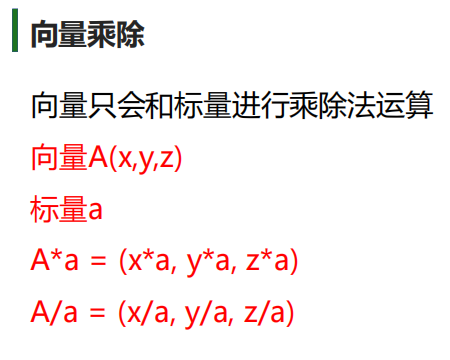 向量乘除
向量只会和标量进行乘除法运算
向量A(x,y,z)
标量a
A*a = (x*a, y*a, z*a)
A/a = (x/a, y/a, z/a)